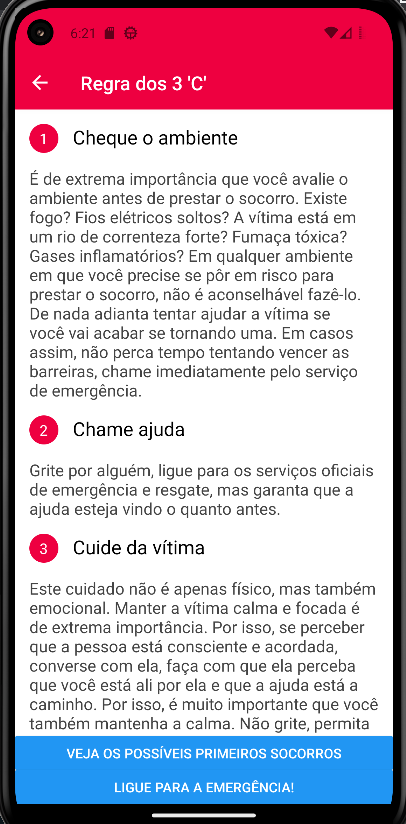 6:21
Regra dos 3 'C'
1 Cheque o ambiente
É de extrema importância que você avalie o
ambiente antes de prestar o socorro. Existe
fogo? Fios elétricos soltos? A vítima está em
um rio de correnteza forte? Fumaça tóxica?
Gases inflamatórios? Em qualquer ambiente
em que você precise se pôr em risco para
prestar o socorro, não é aconselhável fazê-lo.
De nada adianta tentar ajudar a vítima se
você vai acabar se tornando uma. Em casos
assim, não perca tempo tentando vencer as
barreiras, chame imediatamente pelo serviço
de emergência.
2 Chame ajuda
Grite por alguém, ligue para os serviços oficiais
de emergência e resgate, mas garanta que a
ajuda esteja vindo o quanto antes.
3 Cuide da vítima
Este cuidado não é apenas físico, mas também
emocional. Manter a vítima calma e focada é
de extrema importância. Por isso, se perceber
que a pessoa está consciente e acordada,
converse com ela, faça com que ela perceba
que você está ali por ela e que a ajuda está a
caminho. Por isso, é muito importante que você
também mantenha a calma. Não grite, permita
VEJA OS POSSÍVEIS PRIMEIROS SOCORROS
LIGUE PARA A EMERGÊNCIA!